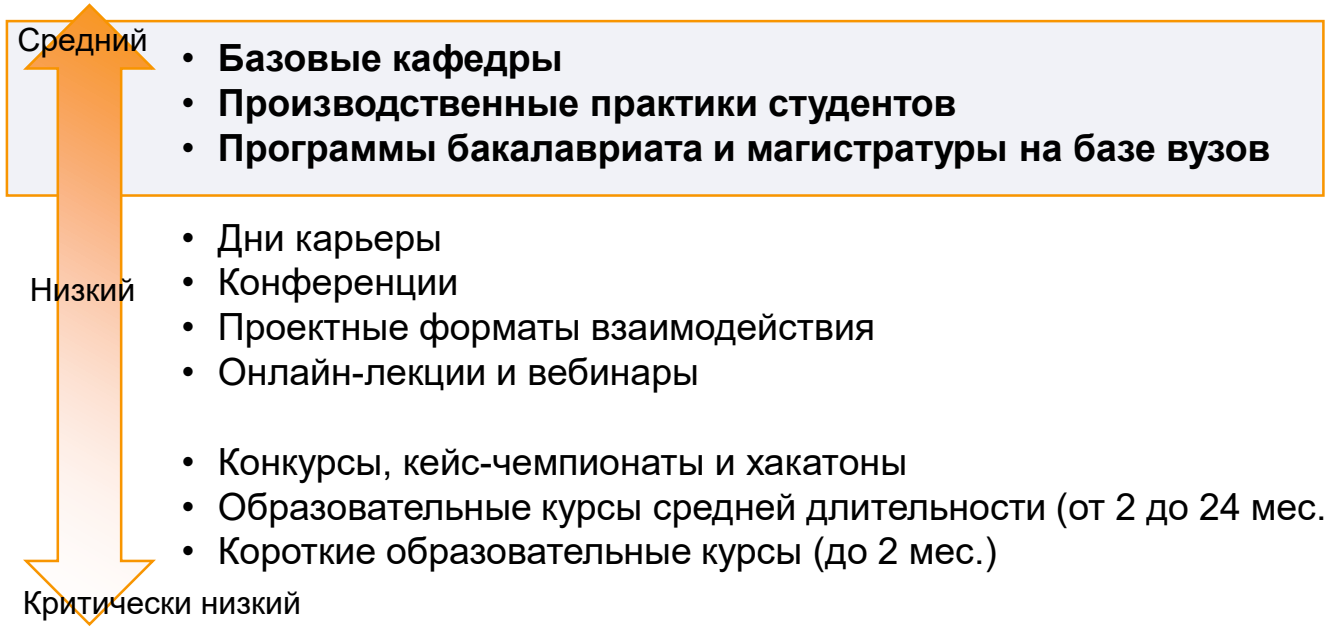 Средний
• Базовые кафедры
• Производственные практики студентов
• Программы бакалавриата и магистратуры на базе вузов
• Дни карьеры
Низкий
• Конференции
• Проектные форматы взаимодействия
• Онлайн-лекции и вебинары
• Конкурсы, кейс-чемпионаты и хакатоны
• Образовательные курсы средней длительности (от 2 до 24 мес.
• Короткие образовательные курсы (до 2 мес.)
Критически низкий